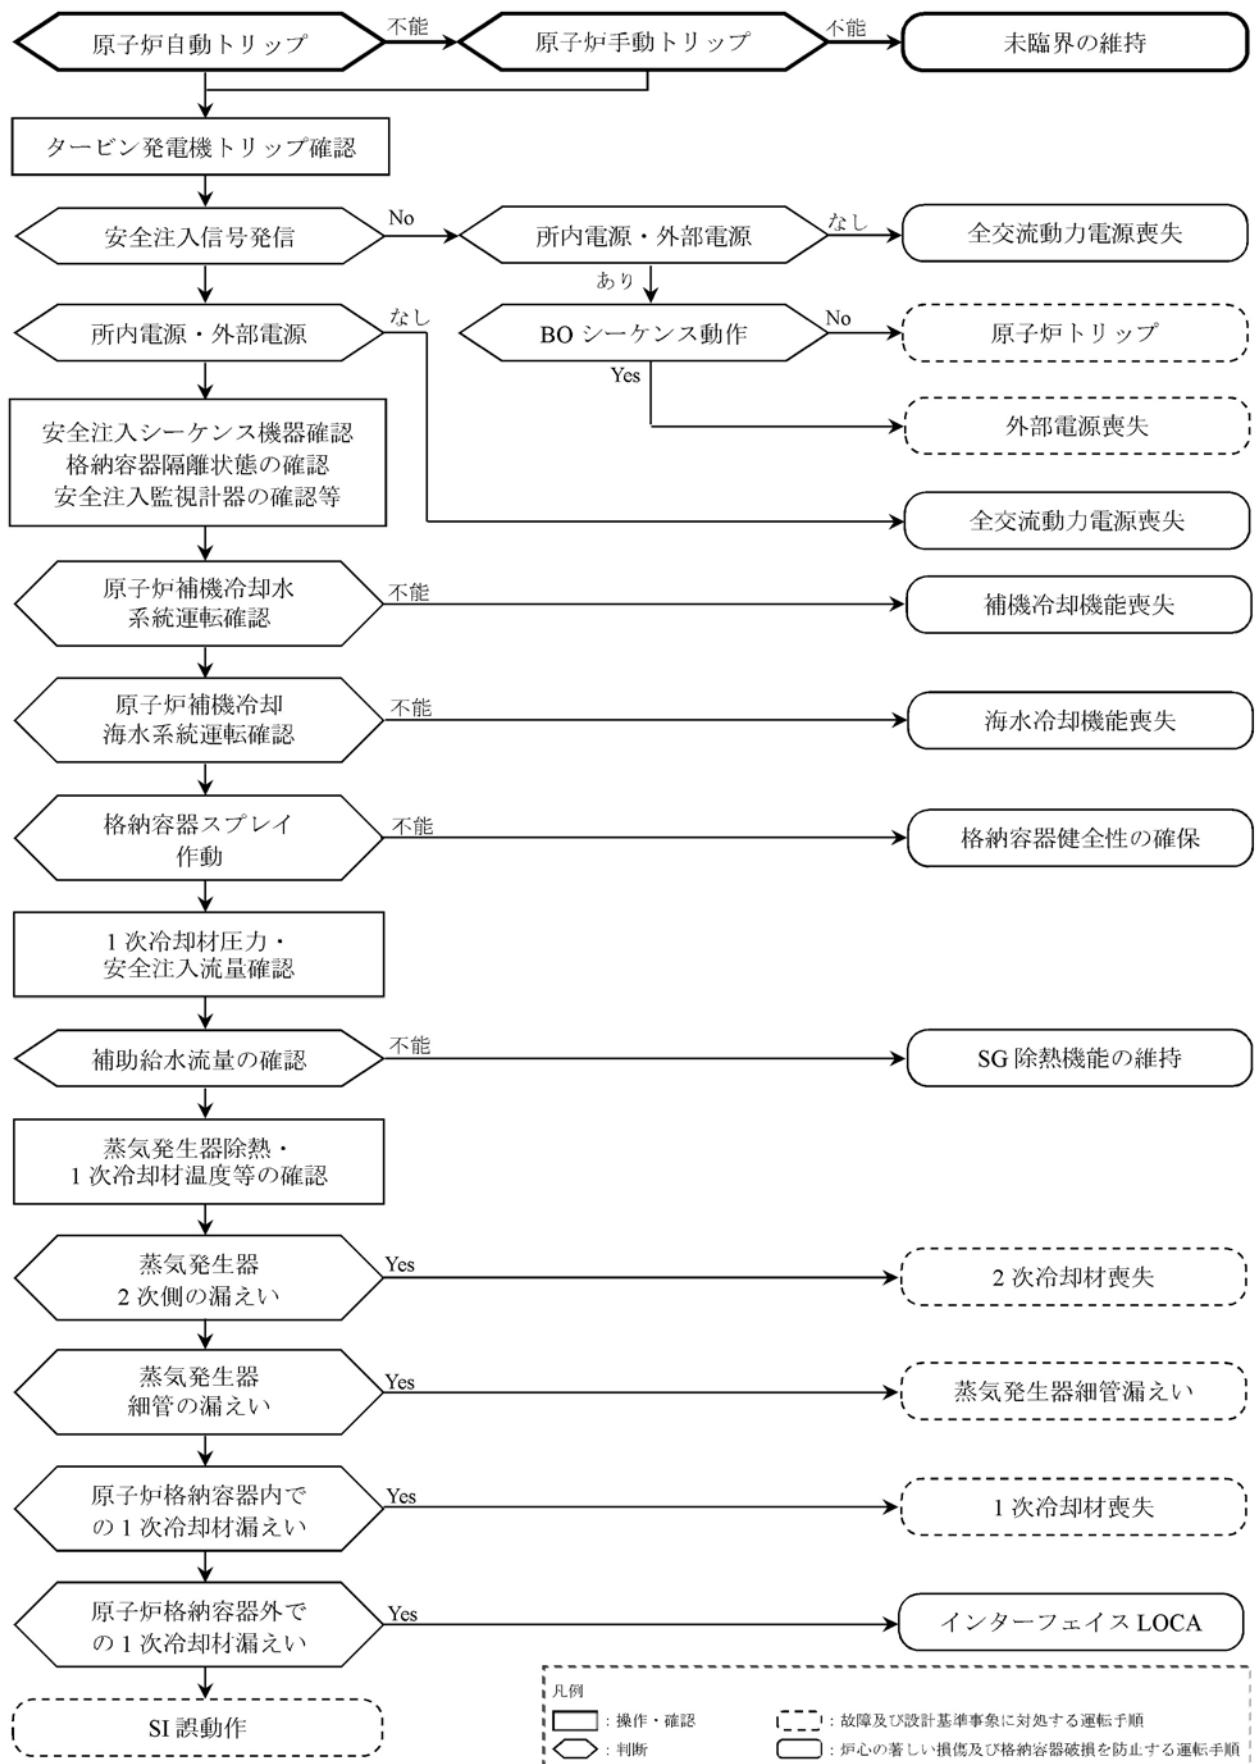 原子炉自動トリップ
不能
原子炉手動トリップ
不能
未臨界の維持
タービン発電機トリップ確認
安全注入信号発信
No
所内電源・外部電源
なし
全交流動力電源喪失
あり
所内電源・外部電源
なし
BO シーケンス動作
No
原子炉トリップ
Yes
外部電源喪失
安全注入シーケンス機器確認
格納容器隔離状態の確認
安全注入監視計器の確認等
全交流動力電源喪失
原子炉補機冷却水
系統運転確認
不能
補機冷却機能喪失
原子炉補機冷却
海水系統運転確認
不能
海水冷却機能喪失
格納容器スプレイ
作動
不能
格納容器健全性の確保
1 次冷却材圧力・
安全注入流量確認
補助給水流量の確認
不能
SG 除熱機能の維持
蒸気発生器除熱・
1 次冷却材温度等の確認
蒸気発生器
2 次側の漏えい
Yes
2 次冷却材喪失
蒸気発生器
細管の漏えい
Yes
蒸気発生器細管漏えい
原子炉格納容器内で
の 1 次冷却材漏えい
Yes
1 次冷却材喪失
原子炉格納容器外で
の 1 次冷却材漏えい
Yes
インターフェイス LOCA
SI 誤動作
凡例
：操作・確認
：故障及び設計基準事象に対処する運転手順
：判断
：炉心の著しい損傷及び格納容器破損を防止する運転手順